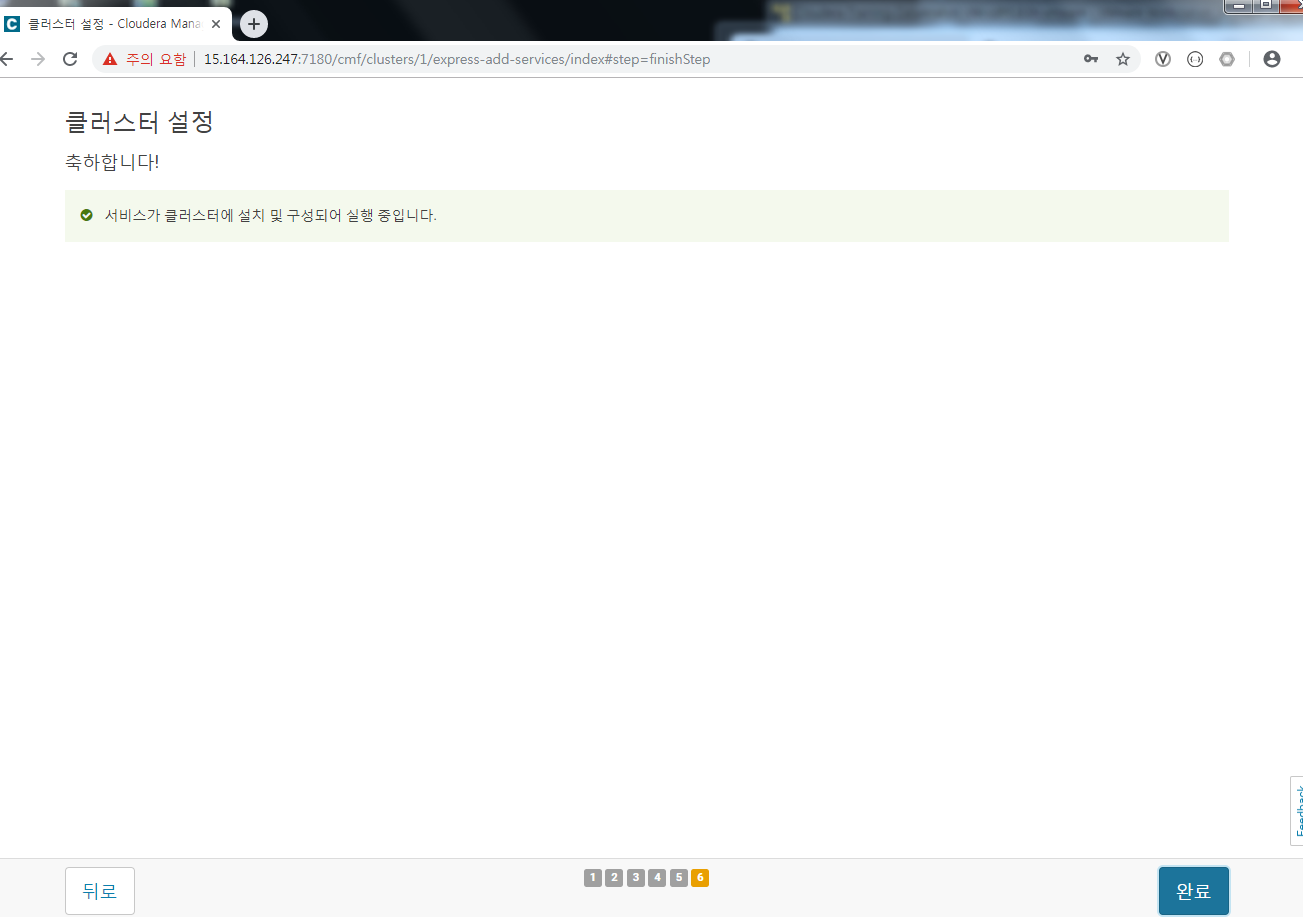 클러스터 설정 - Cloudera Mana
주의 요함
15.164.126.247:7180/cmf/clusters/1/express-add-services/index#step=finishStep
클러스터 설정
축하합니다!
서비스가 클러스터에 설치 및 구성되어 실행 중입니다.
Feedback
뒤로
1 2 3 4 5 6
완료